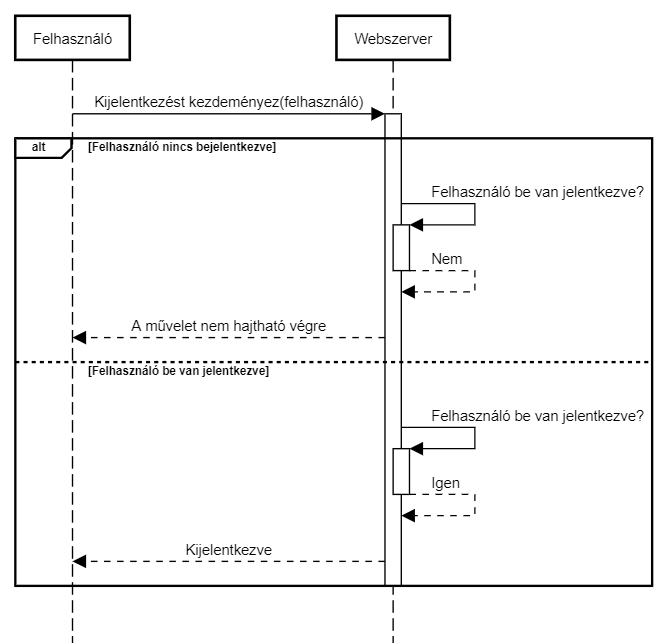 Felhasználó
Webszerver
Kijelentkezést kezdeményez(felhasználó)
alt
[Felhasználó nincs bejelentkezve]
Felhasználó be van jelentkezve?
Nem
A művelet nem hajtható végre
[Felhasználó be van jelentkezve]
Felhasználó be van jelentkezve?
Igen
Kijelentkezve